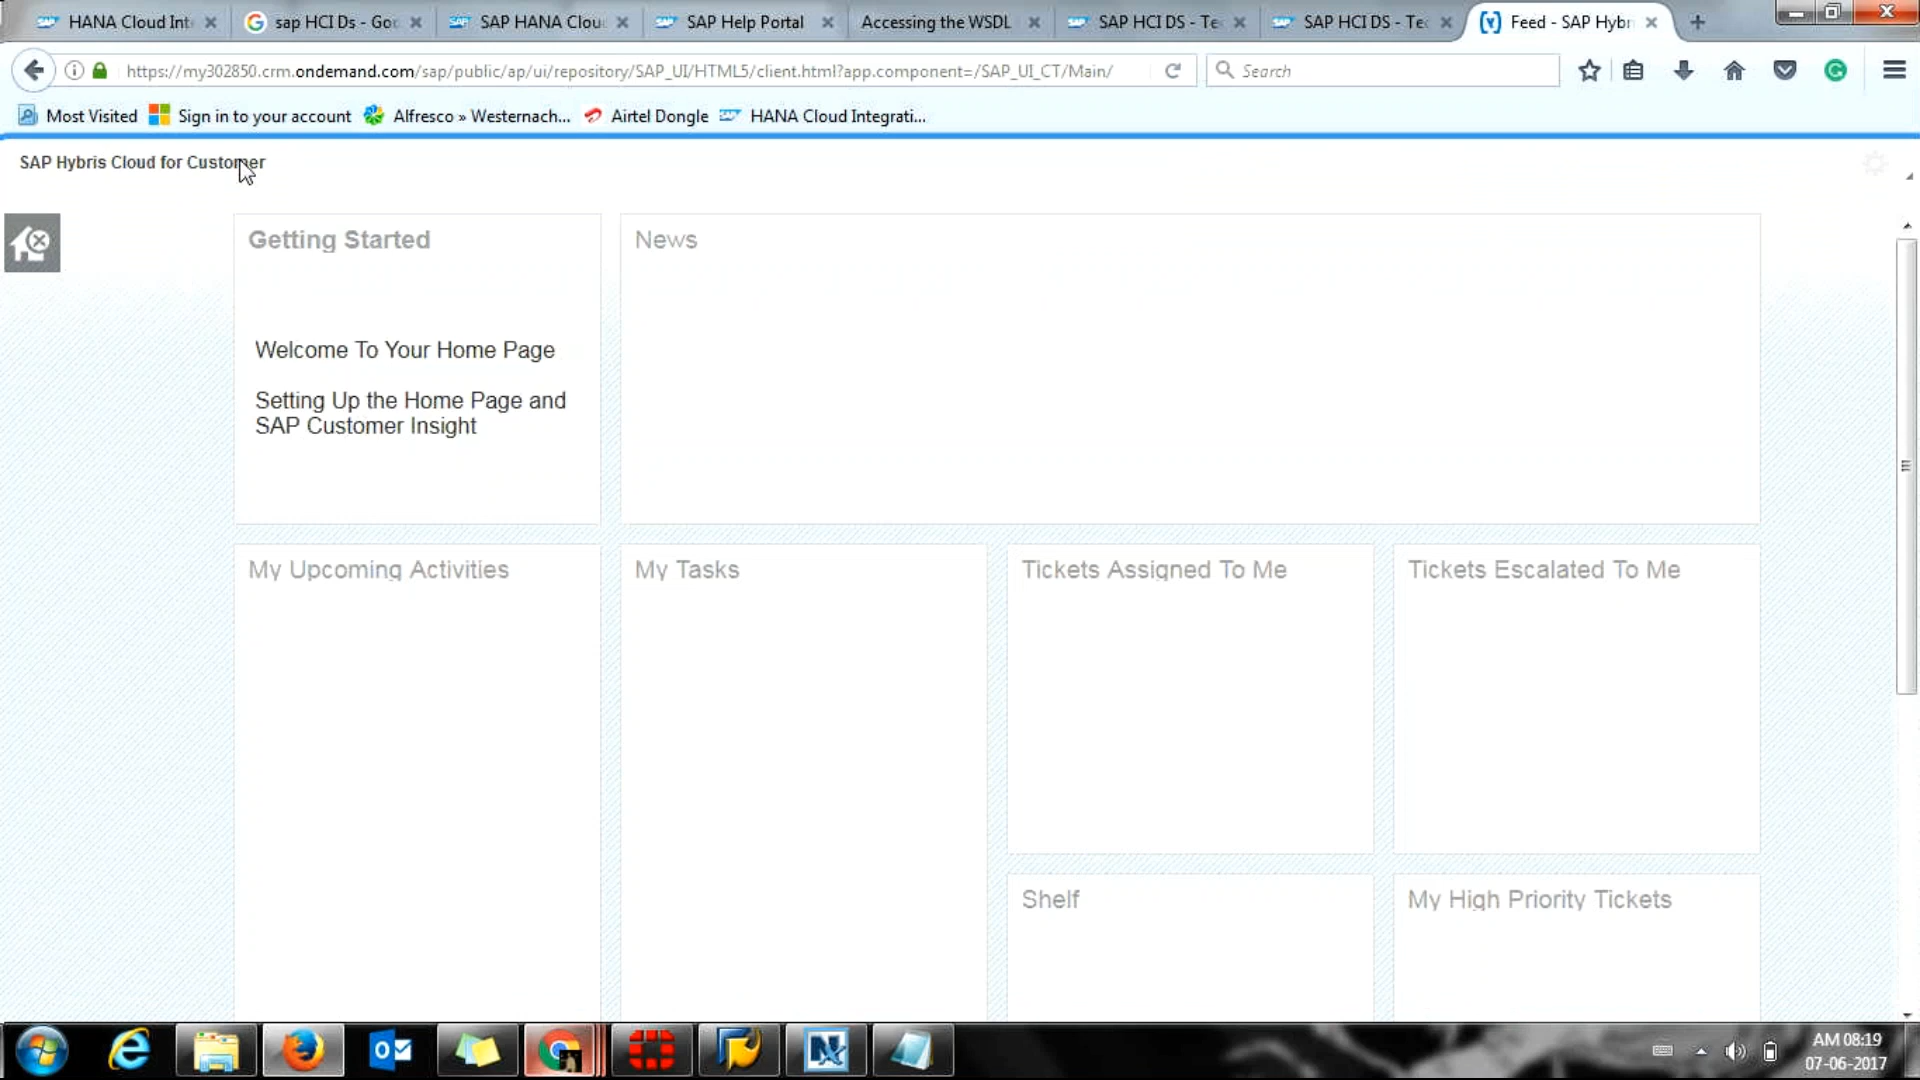 HANA Cloud Int
sap HCI Ds - Go
SAP HANA Clou
SAP Help Portal
Accessing the WSDL
SAP HCI DS - Te
SAP HCI DS - Te
Feed - SAP Hybr
https://my302850.crm.ondemand.com/sap/public/ap/ui/repository/SAP_UI/HTML5/client.html?app.component=/SAP_UI_CT/Main/
Search
Most Visited
Sign in to your account
Alfresco » Westernach...
Airtel Dongle
HANA Cloud Integrati...
SAP Hybris Cloud for Customer
Getting Started
News
Welcome To Your Home Page
Setting Up the Home Page and
SAP Customer Insight
My Upcoming Activities
My Tasks
Tickets Assigned To Me
Tickets Escalated To Me
Shelf
My High Priority Tickets
AM 08:19
07-06-2017